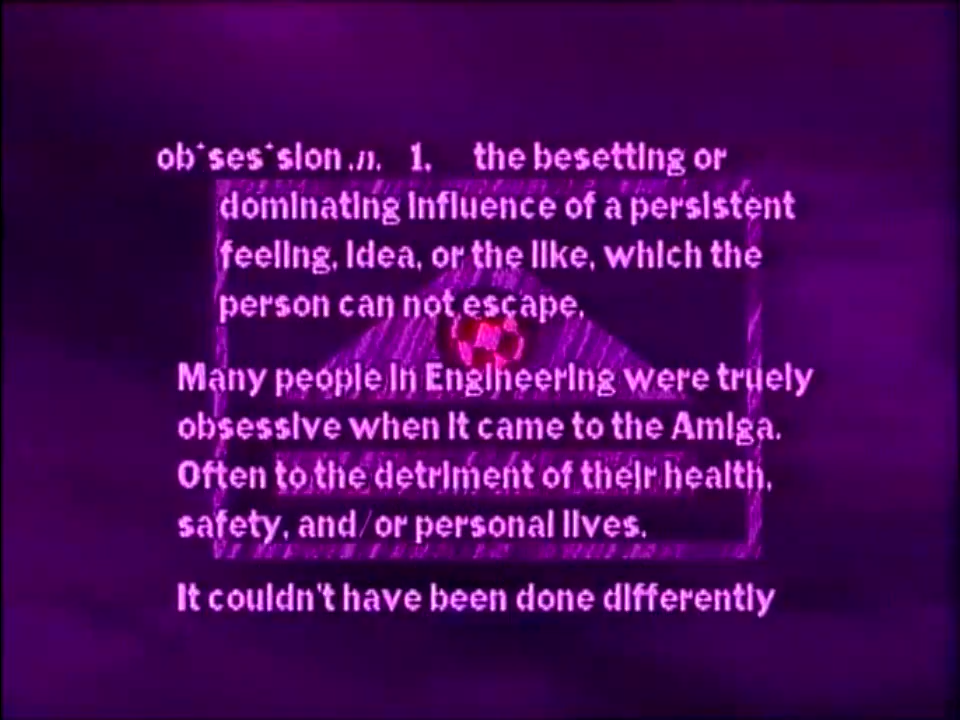 ob*ses*sion .n. 1. the besetting or
dominating influence of a persistent
feeling, idea, or the like, which the
person can not escape.
Many people in Engineering were truely
obsessive when it came to the Amiga.
Often to the detriment of their health,
safety, and/or personal lives.
It couldn't have been done differently